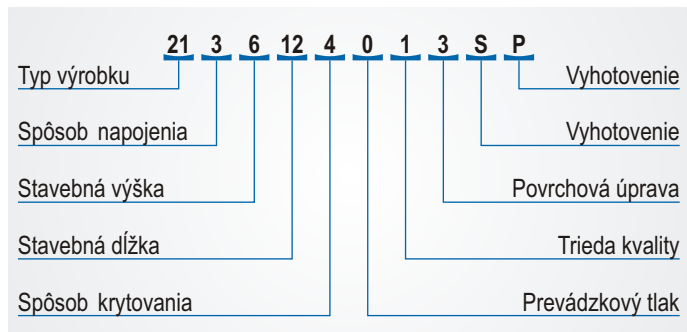 21 3 6 12 4 0 1 3 S P
Typ výrobku Vyhotovenie
Spôsob napojenia Vyhotovenie
Stavebná výška Povrchová úprava
Stavebná dĺžka Trieda kvality
Spôsob krytovania Prevádzkový tlak